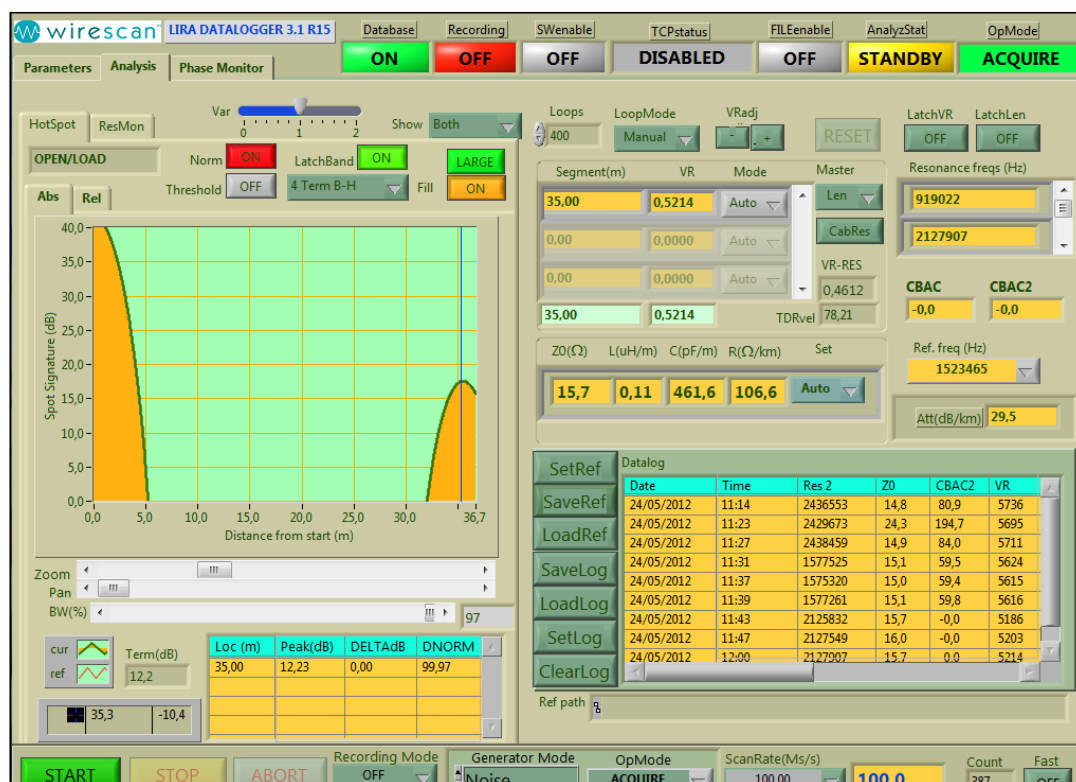 wirescan
LIRA DATALOGGER 3.1 R15
Database Recording SWenable TCPstatus FILEenable AnalyzStat OpMode
ON OFF OFF DISABLED OFF STANDBY ACQUIRE
Parameters Analysis Phase Monitor
HotSpot ResMon
Var
0 1 2
Show Both
OPEN/LOAD
Norm ON LatchBand ON LARGE
Threshold OFF 4 Term B-H Fill ON
Abs Rel
Spot Signature (dB)
40,0
35,0
30,0
25,0
20,0
15,0
10,0
5,0
0,0
0,0 5,0 10,0 15,0 20,0 25,0 30,0 36,7
Distance from start (m)
Zoom
Pan
BW(%) 97
cur
ref
Term(dB)
12,2
Loc (m) Peak(dB) DELTAdB DNORM
35,00 12,23 0,00 99,97
35,3 -10,4
Loops LoopMode VRadj
400 Manual - + RESET
LatchVR LatchLen
OFF OFF
Segment(m) VR Mode Master
35,00 0,5214 Auto Len
0,00 0,0000 Auto CabRes
0,00 0,0000 Auto
VR-RES
0,4612
35,00 0,5214 TDRvel 78,21
Resonance freqs (Hz)
919022
2127907
CBAC CBAC2
-0,0 -0,0
Z0(Ω) L(uH/m) C(pF/m) R(Ω/km) Set
15,7 0,11 461,6 106,6 Auto
Ref. freq (Hz)
1523465
Att(dB/km) 29,5
SetRef
SaveRef
LoadRef
SaveLog
LoadLog
SetLog
ClearLog
Datalog
Date Time Res 2 Z0 CBAC2 VR
24/05/2012 11:14 2436553 14,8 80,9 5736
24/05/2012 11:23 2429673 24,3 194,7 5695
24/05/2012 11:27 2438459 14,9 84,0 5711
24/05/2012 11:31 1577525 15,1 59,5 5624
24/05/2012 11:37 1575320 15,0 59,4 5615
24/05/2012 11:39 1577261 15,1 59,8 5616
24/05/2012 11:43 2125832 15,7 -0,0 5186
24/05/2012 11:47 2127549 16,0 -0,0 5203
24/05/2012 12:00 2127907 15,7 0,0 5214
Ref path
START STOP ABORT
Recording Mode
OFF
Generator Mode
Noise
OpMode
ACQUIRE
ScanRate(Ms/s)
100,00 100,0
Count Fast
387 OFF